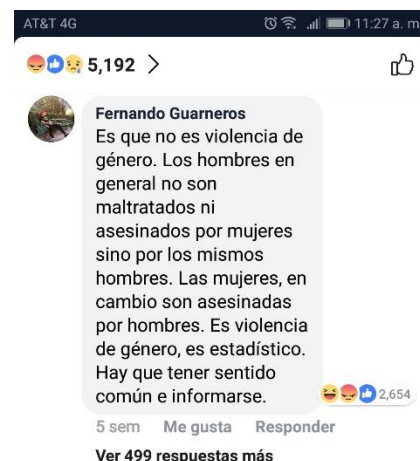 AT&T 4G 11:27 a. m
5,192
Fernando Guarneros
Es que no es violencia de
género. Los hombres en
general no son
maltratados ni
asesinados por mujeres
sino por los mismos
hombres. Las mujeres, en
cambio son asesinadas
por hombres. Es violencia
de género, es estadístico.
Hay que tener sentido
común e informarse.
2,654
5 sem Me gusta Responder
Ver 499 respuestas más